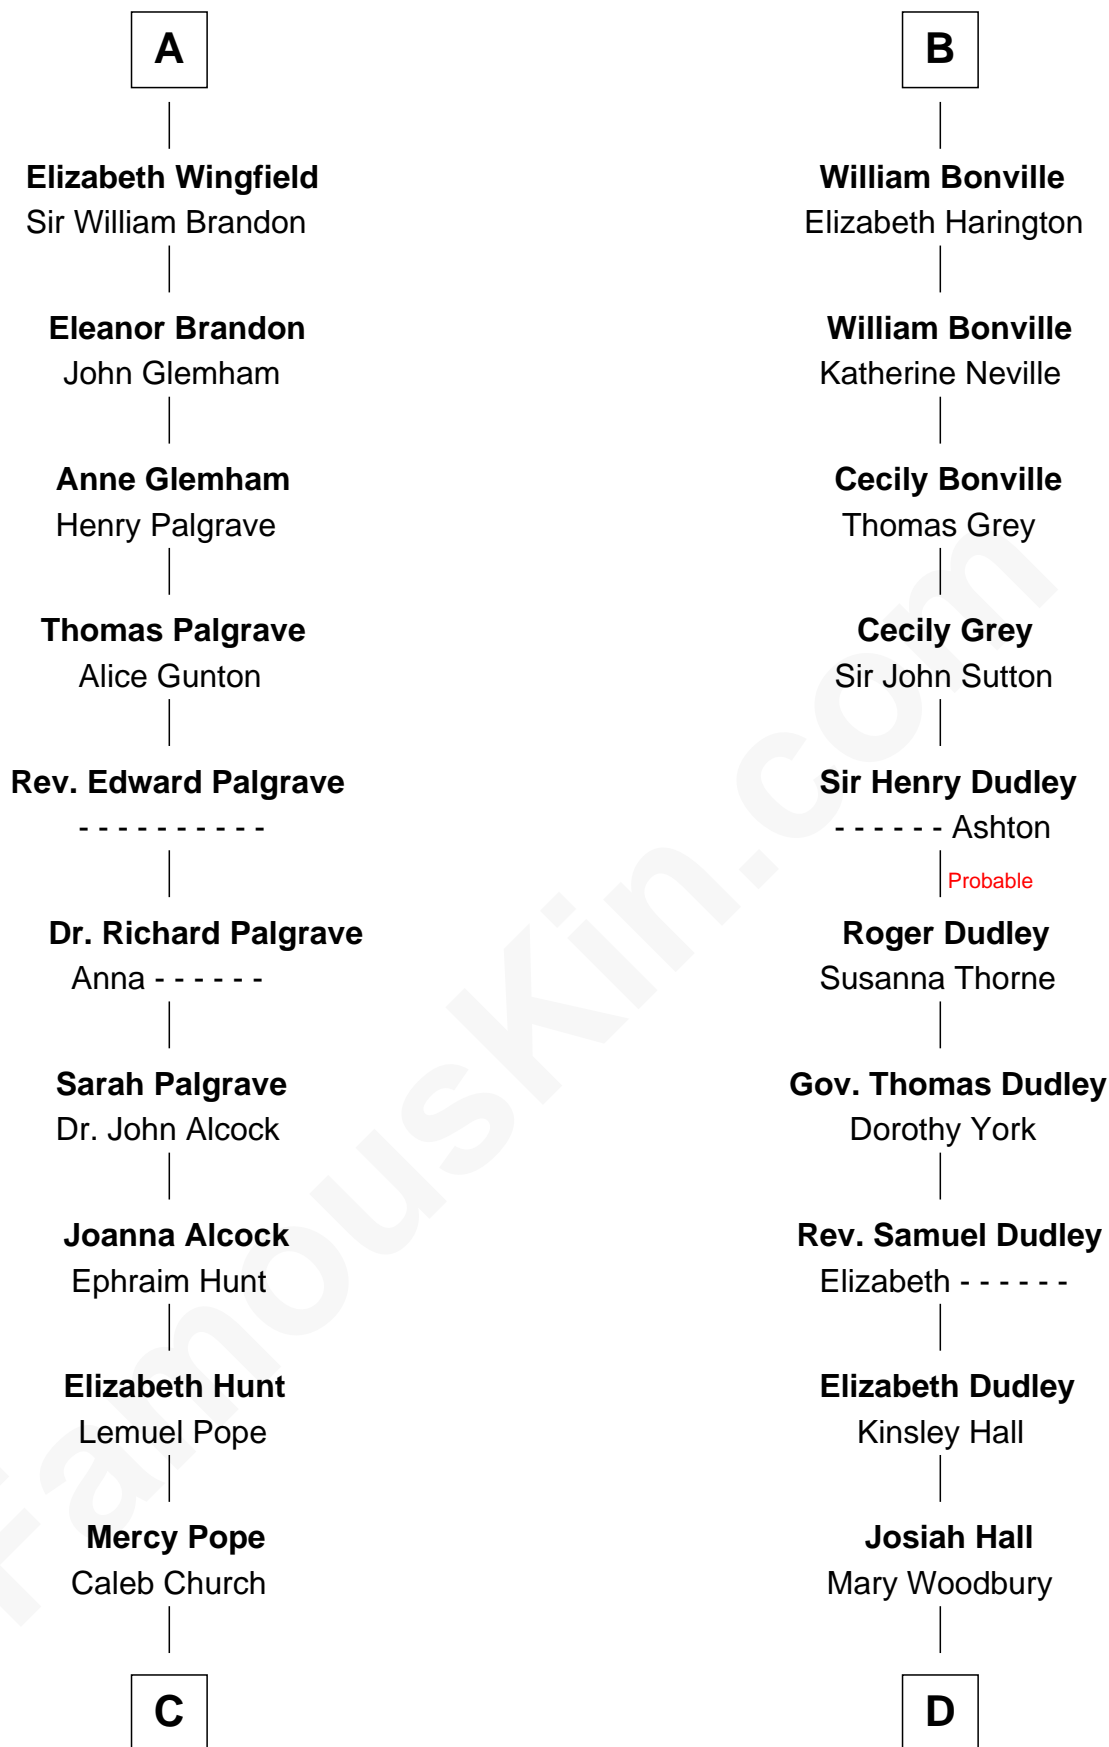 A
Elizabeth Wingfield
Sir William Brandon
Eleanor Brandon
John Glemham
Anne Glemham
Henry Palgrave
Thomas Palgrave
Alice Gunton
Rev. Edward Palgrave
- - - - - - - - - -
Dr. Richard Palgrave
Anna - - - - - -
Sarah Palgrave
Dr. John Alcock
Joanna Alcock
Ephraim Hunt
Elizabeth Hunt
Lemuel Pope
Mercy Pope
Caleb Church
C
B
William Bonville
Elizabeth Harington
William Bonville
Katherine Neville
Cecily Bonville
Thomas Grey
Cecily Grey
Sir John Sutton
Sir Henry Dudley
- - - - - - Ashton
Probable
Roger Dudley
Susanna Thorne
Gov. Thomas Dudley
Dorothy York
Rev. Samuel Dudley
Elizabeth - - - - - -
Elizabeth Dudley
Kinsley Hall
Josiah Hall
Mary Woodbury
D
FamousKin.com